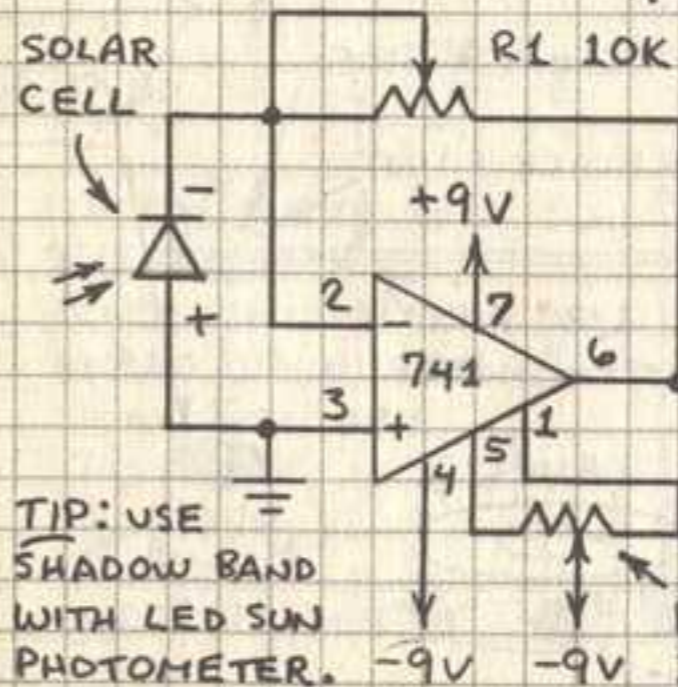 SOLAR
CELL
R1 10K
-
+9V
+
2
-
7
741
6
3
+
5
1
4
TIP: USE
SHADOW BAND
WITH LED SUN
PHOTOMETER.
-9V
-9V